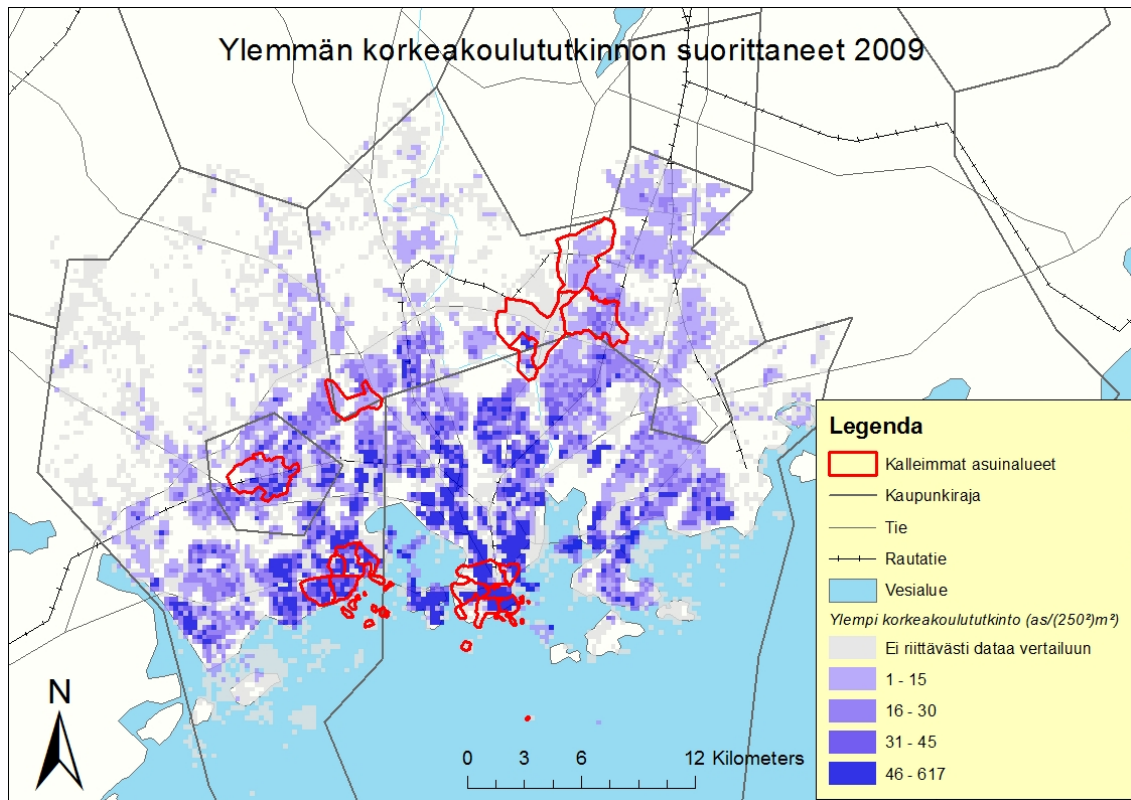 Ylemmän korkeakoulututkinnon suorittaneet 2009
Legenda
Kalleimmat asuinalueet
Kaupunkiraja
Tie
Rautatie
Vesialue
Ylempi korkeakoulututkinto (as/(250²)m²)
Ei riittävästi dataa vertailuun
1 - 15
16 - 30
31 - 45
46 - 617
N
0 3 6 12 Kilometers